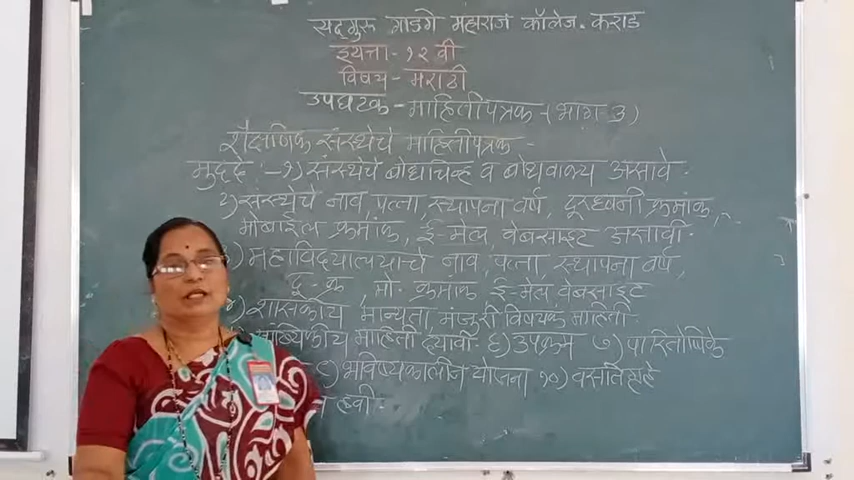 सद्गुरू गाडगे महाराज कॉलेज. कराड
इयत्ता - १२ वी
विषय - मराठी
उपघटक - माहितीपत्रक - (भाग ३)
शैक्षणिक संस्थेचे माहितीपत्रक -
मुद्दे :- १) संस्थेचे बोधचिन्ह व बोधवाक्य असावे.
२) संस्थेचे नाव, पत्ता, स्थापना वर्ष, दूरध्वनी क्रमांक,
मोबाईल क्रमांक, ई-मेल, वेबसाइट असावी.
) महाविद्यालयाचे नाव, पत्ता, स्थापना वर्ष,
दू. क्र, मो. क्रमांक ई-मेल वेबसाइट
४) शासकीय मान्यता, मंजुरी विषयक माहिती.
सांख्यिकीय माहिती द्यावी. ६) उपक्रम ७) पारितोषिके
९) भविष्यकालीन योजना १०) वसतिगृहे
हवी.